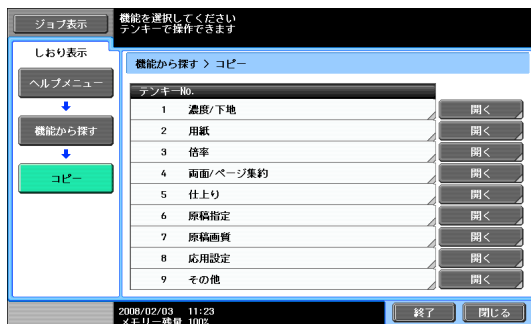 ジョブ表示
機能を選択してください
テンキーで操作できます
しおり表示
ヘルプメニュー
機能から探す
コピー
機能から探す > コピー
テンキーNo.
1 濃度/下地 開く
2 用紙 開く
3 倍率 開く
4 両面/ページ集約 開く
5 仕上り 開く
6 原稿指定 開く
7 原稿画質 開く
8 応用設定 開く
9 その他 開く
2008/02/03 11:23
メモリー残量 100%
終了 閉じる